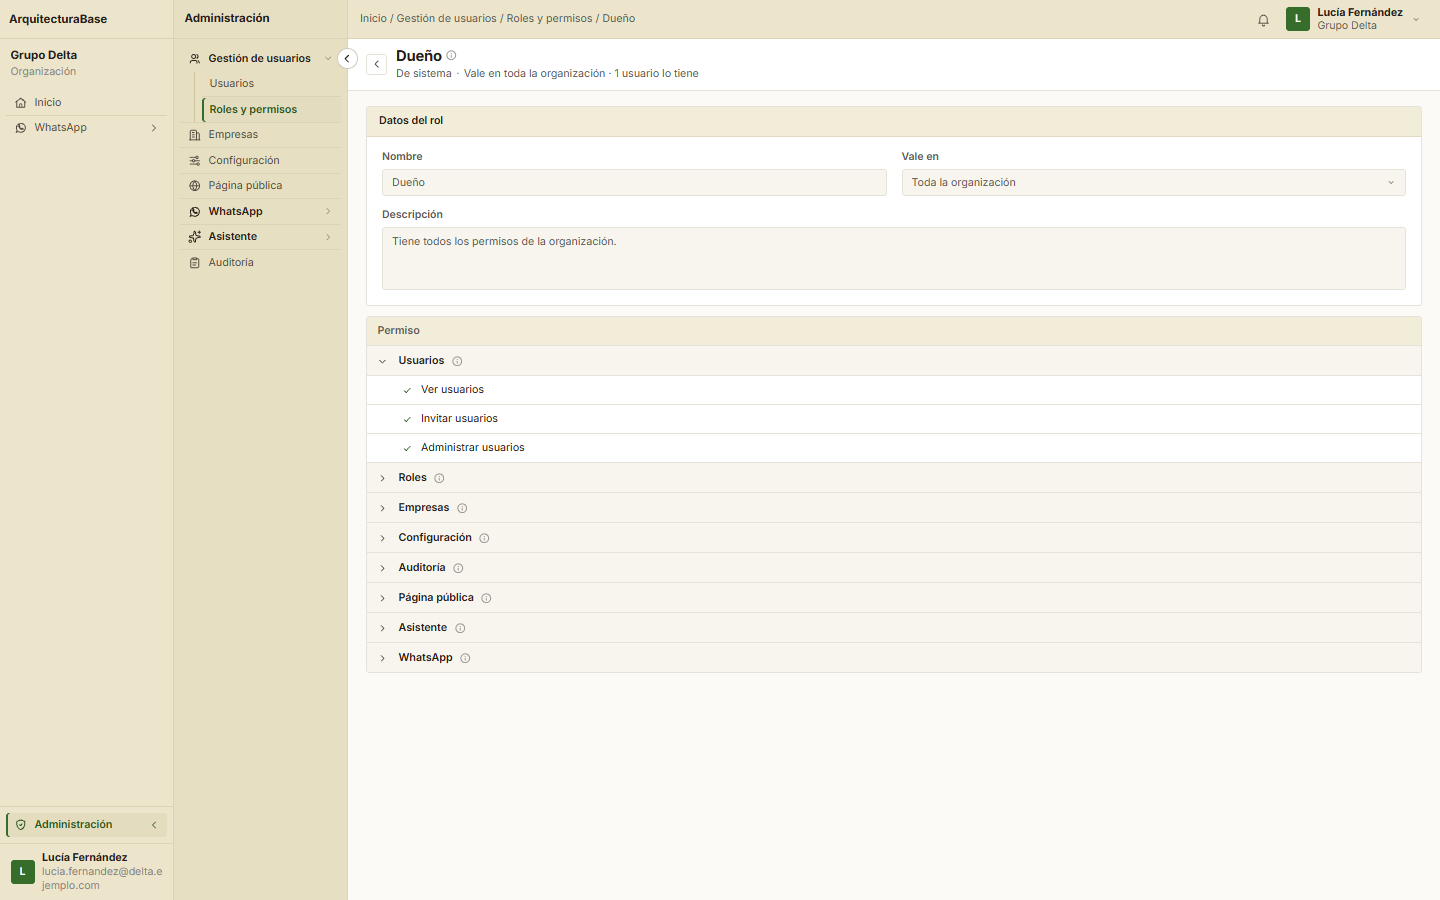 ArquitecturaBase
Grupo Delta
Organización
Inicio
WhatsApp
Administración
Lucía Fernández
lucia.fernandez@delta.e
jemplo.com
Administración
Gestión de usuarios
Usuarios
Roles y permisos
Empresas
Configuración
Página pública
WhatsApp
Asistente
Auditoría
Inicio / Gestión de usuarios / Roles y permisos / Dueño
L
Lucía Fernández
Grupo Delta
Dueño
De sistema · Vale en toda la organización · 1 usuario lo tiene
Datos del rol
Nombre
Dueño
Vale en
Toda la organización
Descripción
Tiene todos los permisos de la organización.
Permiso
Usuarios
Ver usuarios
Invitar usuarios
Administrar usuarios
Roles
Empresas
Configuración
Auditoría
Página pública
Asistente
WhatsApp
L